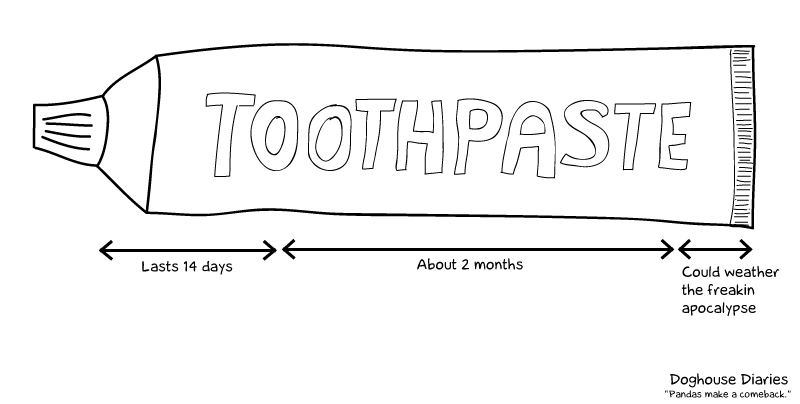 TOOTHPASTE
Lasts 14 days
About 2 months
Could weather
the freakin
apocalypse
Doghouse Diaries
"Pandas make a comeback."